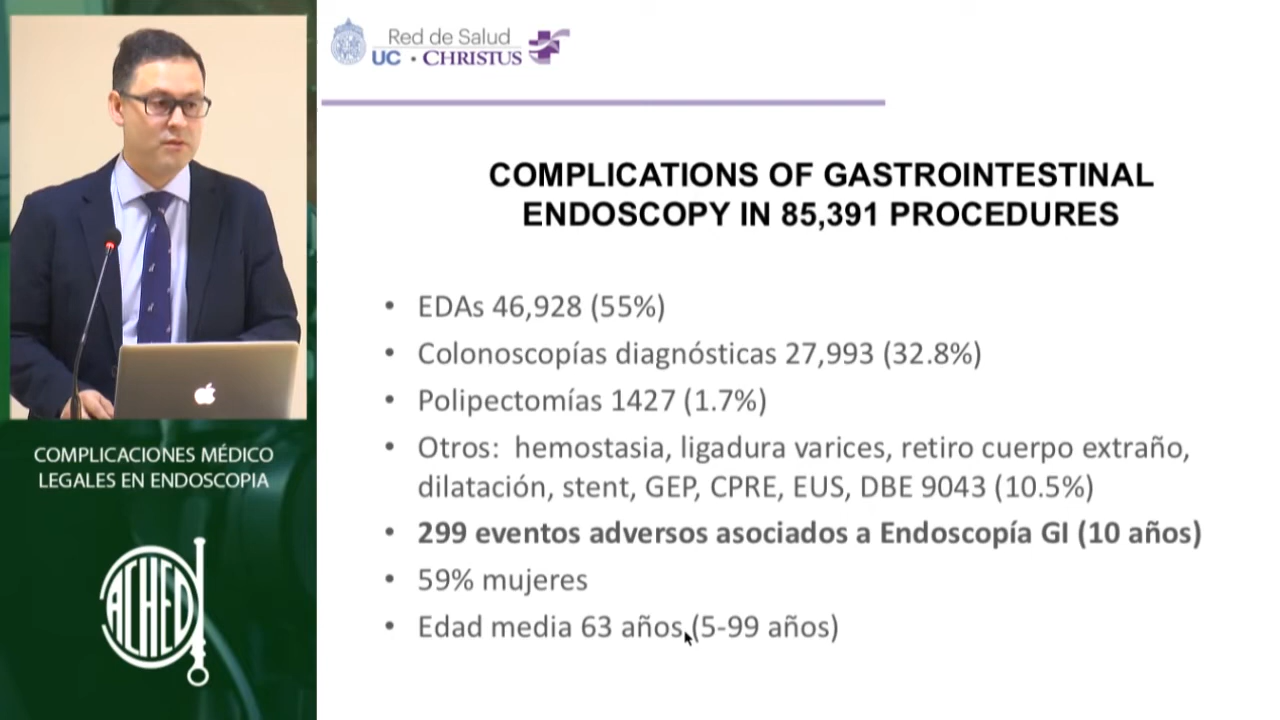 Red de Salud
UC • CHRISTUS
COMPLICATIONS OF GASTROINTESTINAL
ENDOSCOPY IN 85,391 PROCEDURES
• EDAs 46,928 (55%)
• Colonoscopías diagnósticas 27,993 (32.8%)
• Polipectomías 1427 (1.7%)
• Otros: hemostasia, ligadura varices, retiro cuerpo extraño,
dilatación, stent, GEP, CPRE, EUS, DBE 9043 (10.5%)
• 299 eventos adversos asociados a Endoscopía GI (10 años)
• 59% mujeres
• Edad media 63 años (5-99 años)
COMPLICACIONES MÉDICO
LEGALES EN ENDOSCOPIA
ACHED